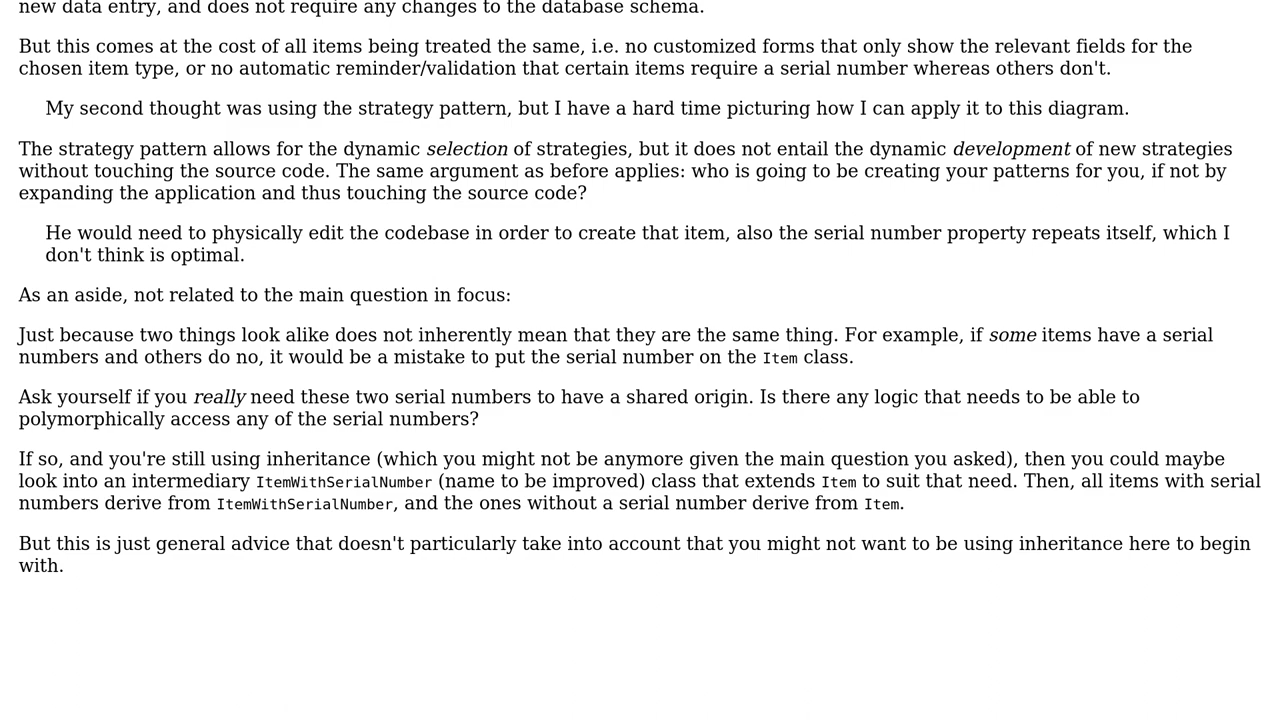 new data entry, and does not require any changes to the database schema.
But this comes at the cost of all items being treated the same, i.e. no customized forms that only show the relevant fields for the
chosen item type, or no automatic reminder/validation that certain items require a serial number whereas others don't.
My second thought was using the strategy pattern, but I have a hard time picturing how I can apply it to this diagram.
The strategy pattern allows for the dynamic selection of strategies, but it does not entail the dynamic development of new strategies
without touching the source code. The same argument as before applies: who is going to be creating your patterns for you, if not by
expanding the application and thus touching the source code?
He would need to physically edit the codebase in order to create that item, also the serial number property repeats itself, which I
don't think is optimal.
As an aside, not related to the main question in focus:
Just because two things look alike does not inherently mean that they are the same thing. For example, if some items have a serial
numbers and others do no, it would be a mistake to put the serial number on the Item class.
Ask yourself if you really need these two serial numbers to have a shared origin. Is there any logic that needs to be able to
polymorphically access any of the serial numbers?
If so, and you're still using inheritance (which you might not be anymore given the main question you asked), then you could maybe
look into an intermediary ItemWithSerialNumber (name to be improved) class that extends Item to suit that need. Then, all items with serial
numbers derive from ItemWithSerialNumber, and the ones without a serial number derive from Item.
But this is just general advice that doesn't particularly take into account that you might not want to be using inheritance here to begin
with.